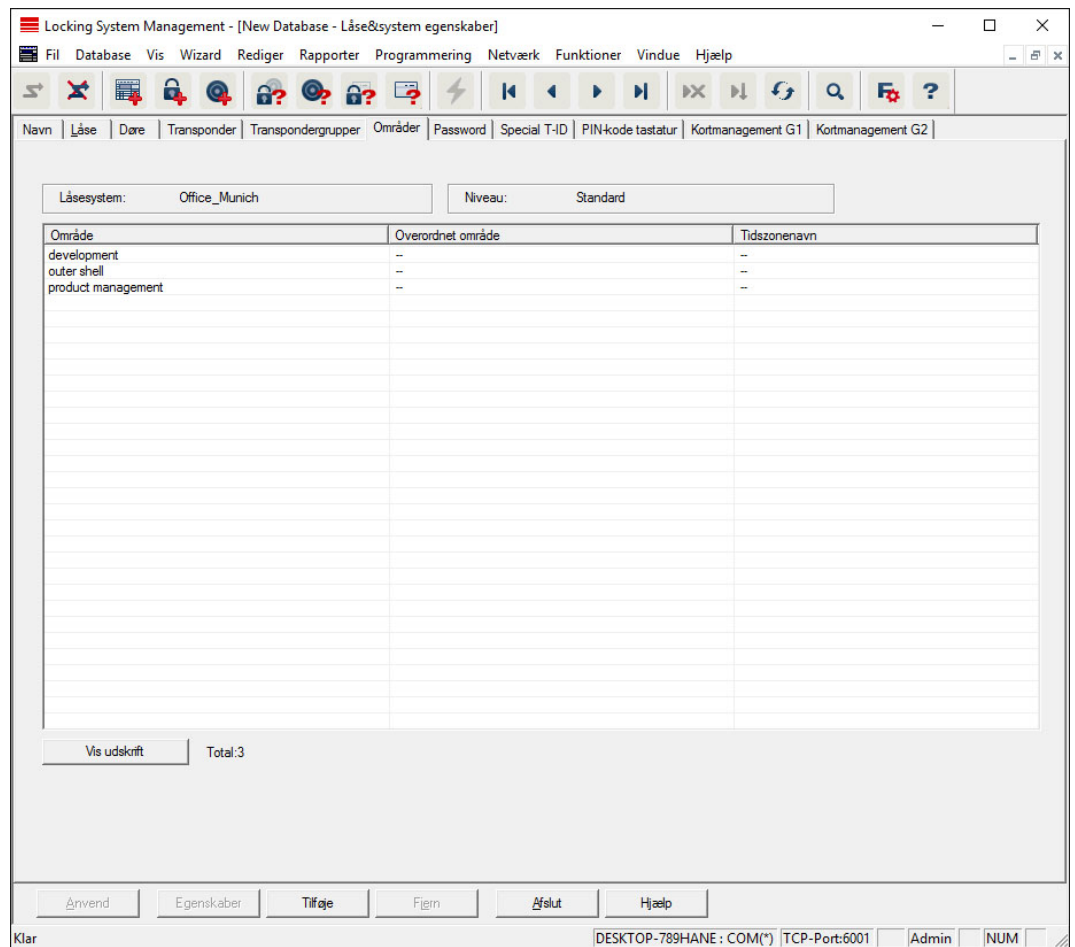 Locking System Management - [New Database - Låse&system egenskaber]
Fil Database Vis Wizard Rediger Rapporter Programmering Netværk Funktioner Vindue Hjælp
Navn Låse Døre Transponder Transpondergrupper Områder Password Special T-ID PIN-kode tastatur Kortmanagement G1 Kortmanagement G2
Låsesystem: Office_Munich Niveau: Standard
Område Overordnet område Tidszonenavn
development -- --
outer shell -- --
product management -- --
Vis udskrift Total:3
Anvend Egenskaber Tilføje Fjern Afslut Hjælp
Klar DESKTOP-789HANE : COM(*) TCP-Port:6001 Admin NUM